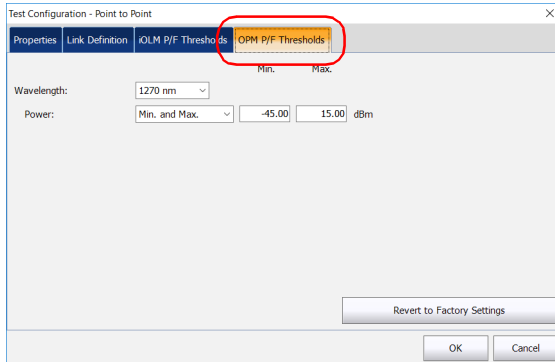 Test Configuration - Point to Point
Properties Link Definition iOLM P/F Thresholds OPM P/F Thresholds
Min. Max.
Wavelength: 1270 nm
Power: Min. and Max. -45.00 15.00 dBm
Revert to Factory Settings
OK Cancel